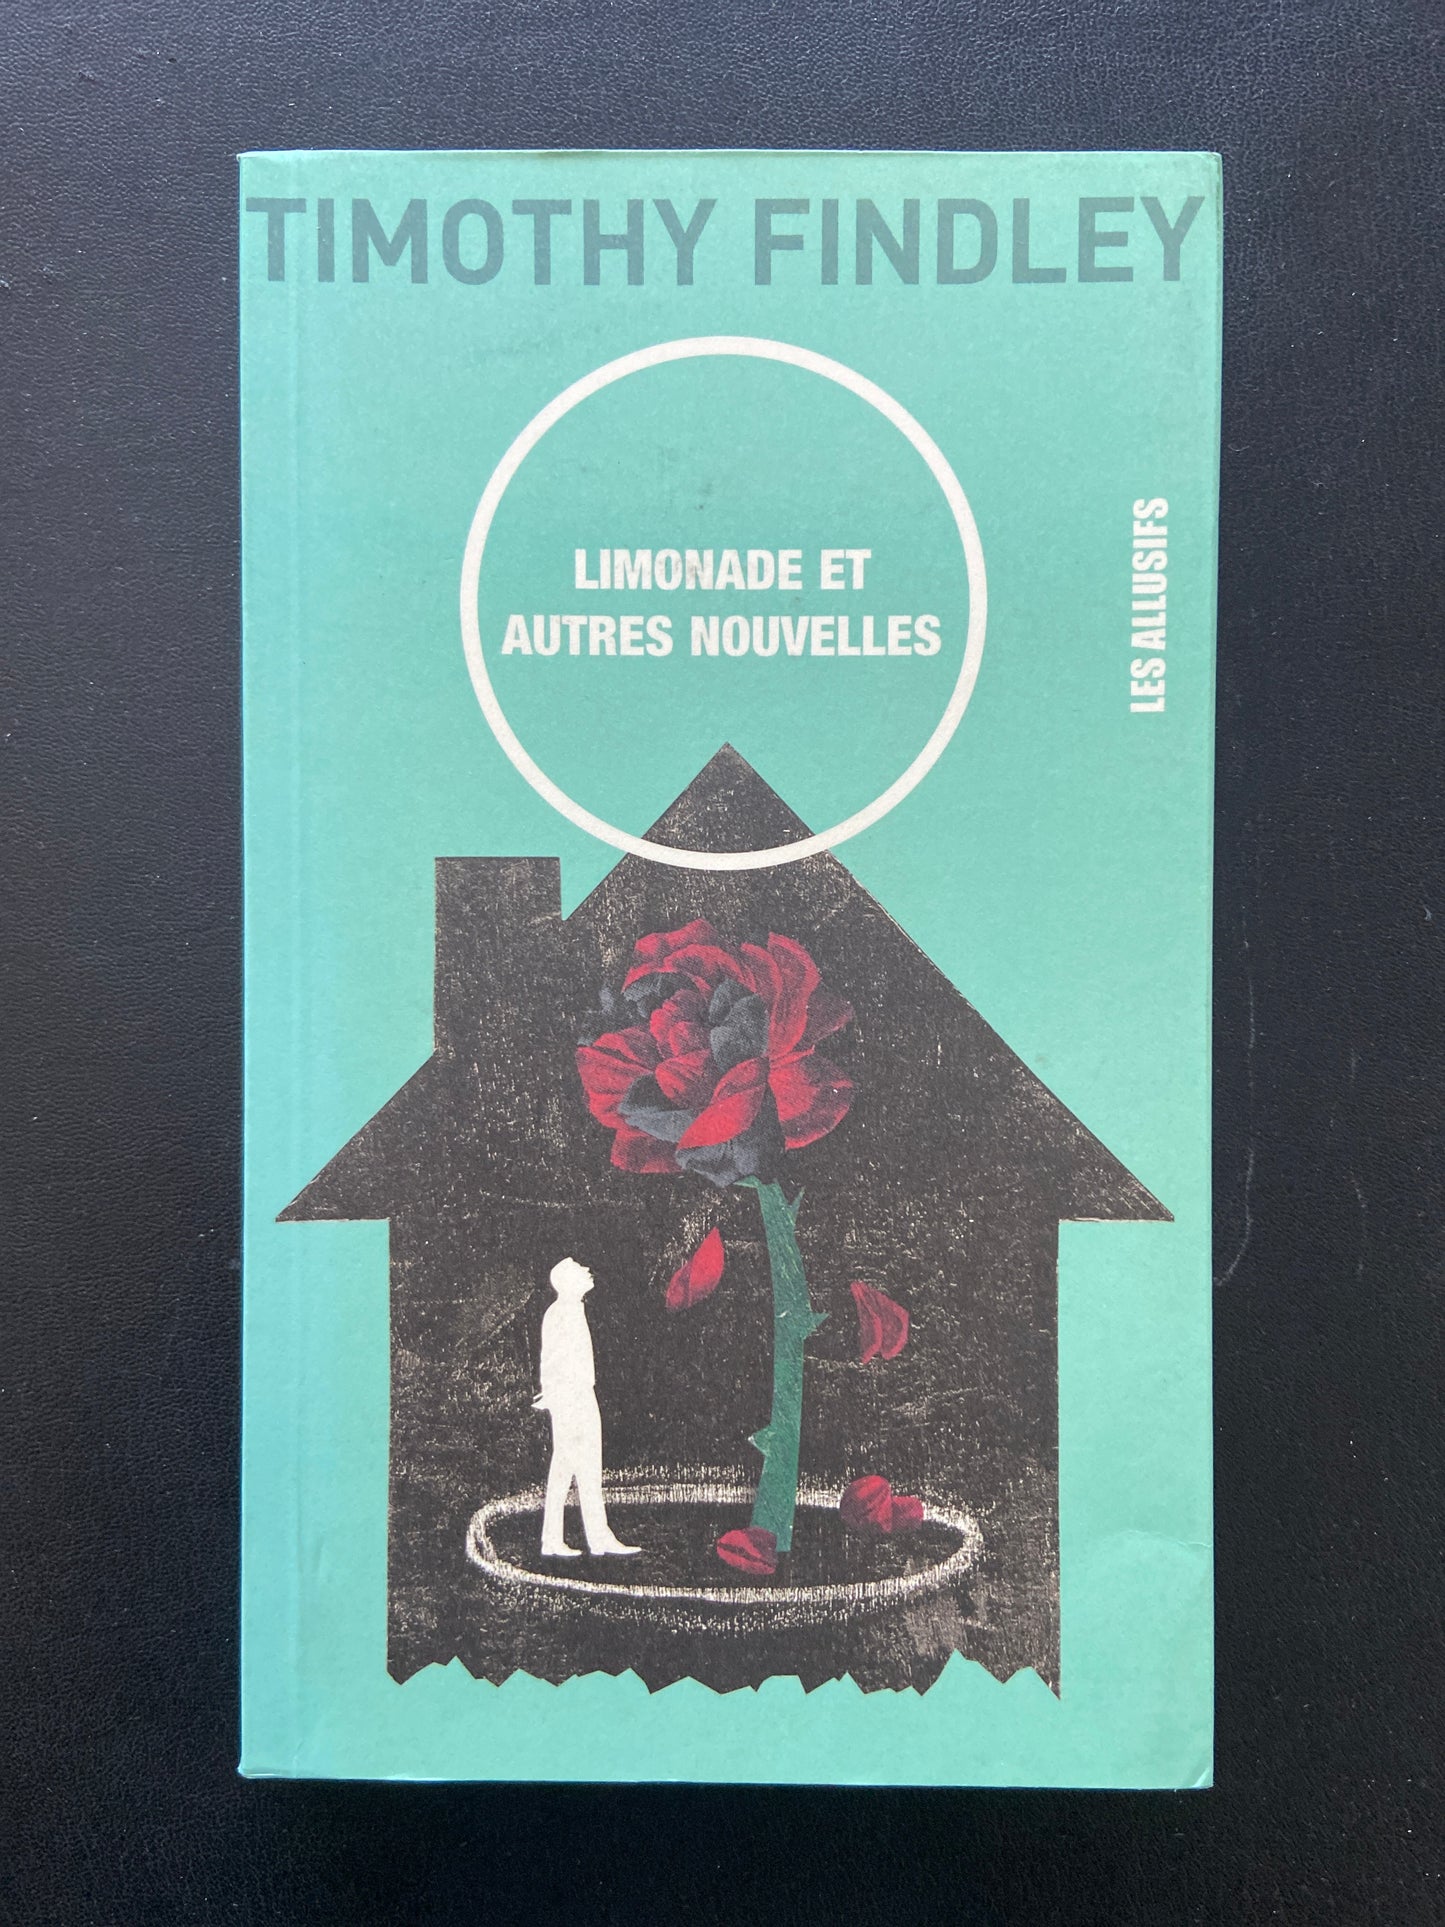 TIMOTHY FINDLEY
LIMONADE ET
AUTRES NOUVELLES
LES ALLUSIFS